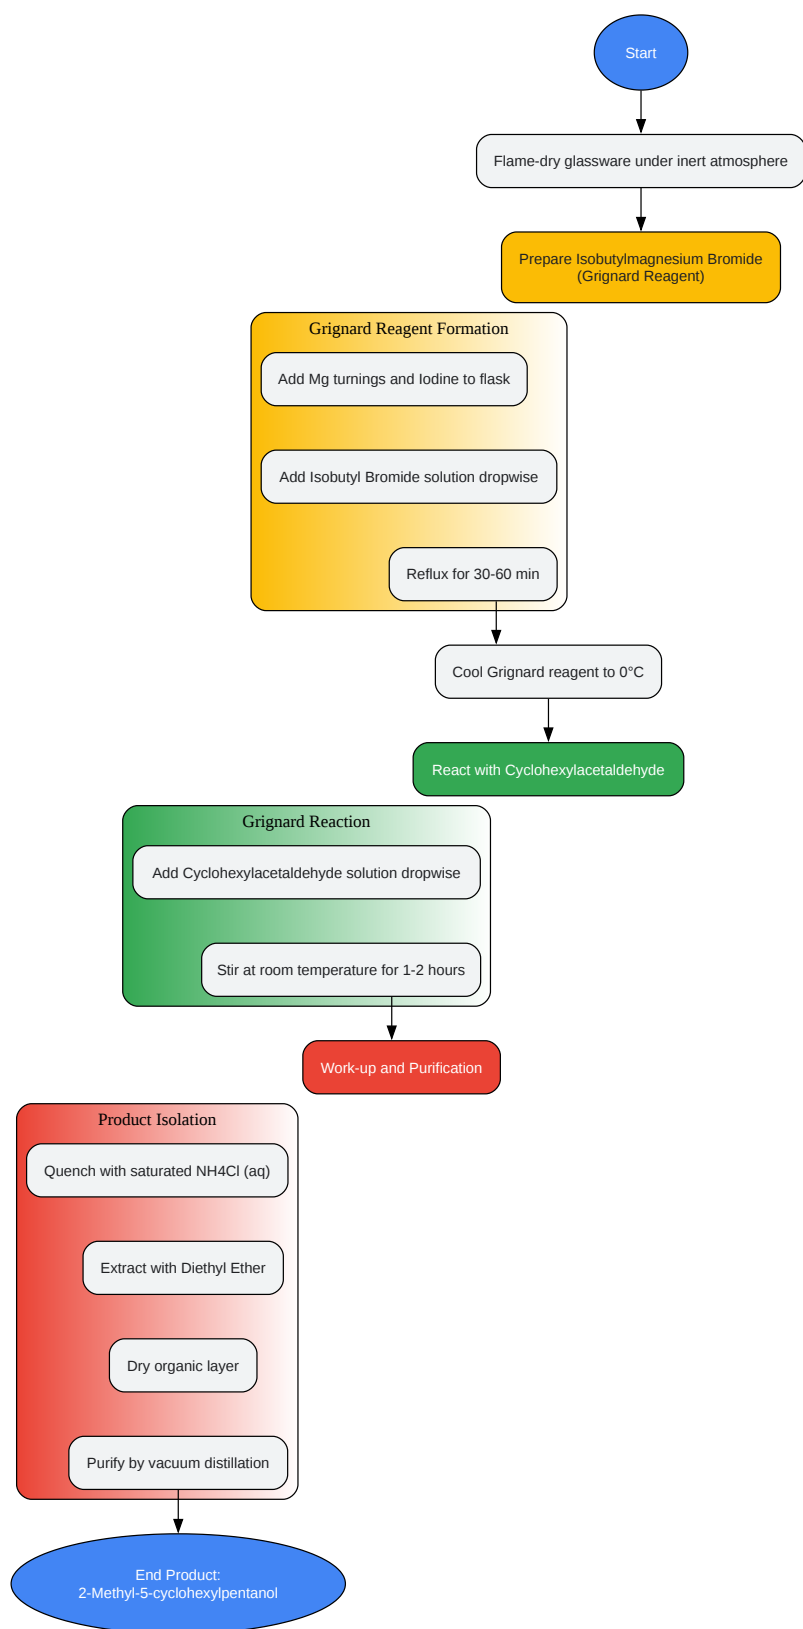 Start
Flame-dry glassware under inert atmosphere
Prepare Isobutylmagnesium Bromide
(Grignard Reagent)
Grignard Reagent Formation
Add Mg turnings and Iodine to flask
Add Isobutyl Bromide solution dropwise
Reflux for 30-60 min
Cool Grignard reagent to 0°C
React with Cyclohexylacetaldehyde
Grignard Reaction
Add Cyclohexylacetaldehyde solution dropwise
Stir at room temperature for 1-2 hours
Work-up and Purification
Product Isolation
Quench with saturated NH4Cl (aq)
Extract with Diethyl Ether
Dry organic layer
Purify by vacuum distillation
End Product:
2-Methyl-5-cyclohexylpentanol